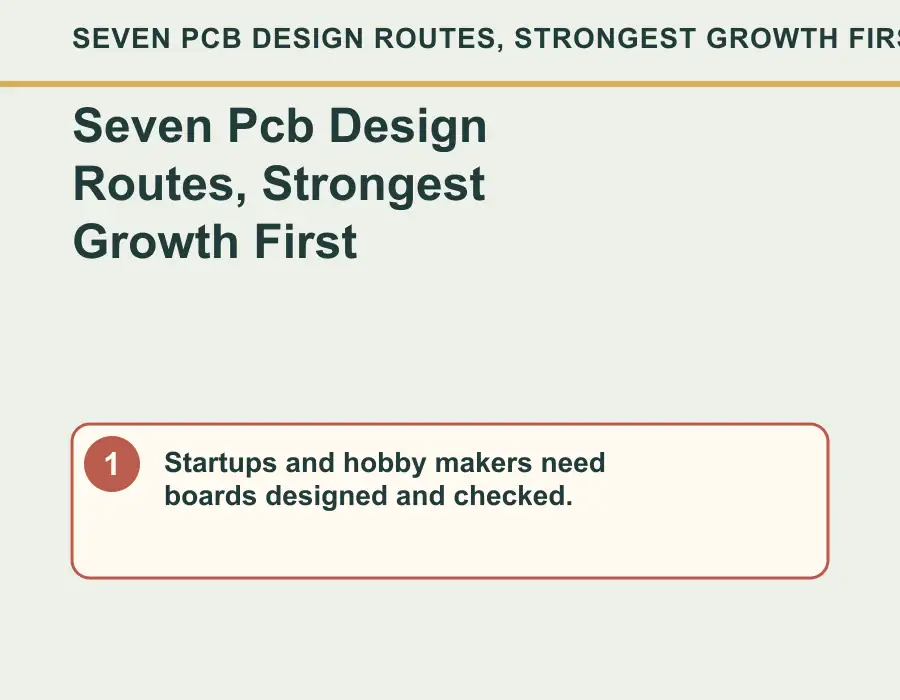 SEVEN PCB DESIGN ROUTES, STRONGEST GROWTH
Seven Pcb Design
Routes, Strongest
Growth First
1
Startups and hobby makers need
boards designed and checked.